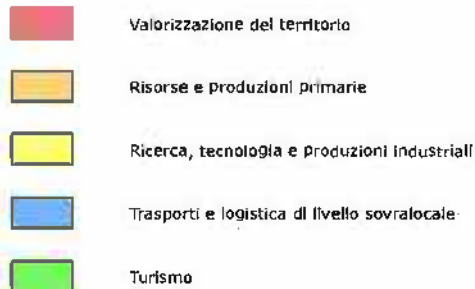 Valorizzazione del territorio
Risorse e produzioni primarie
Ricerca, tecnologia e produzioni industriali
Trasporti e logistica di livello sovralocale
Turismo